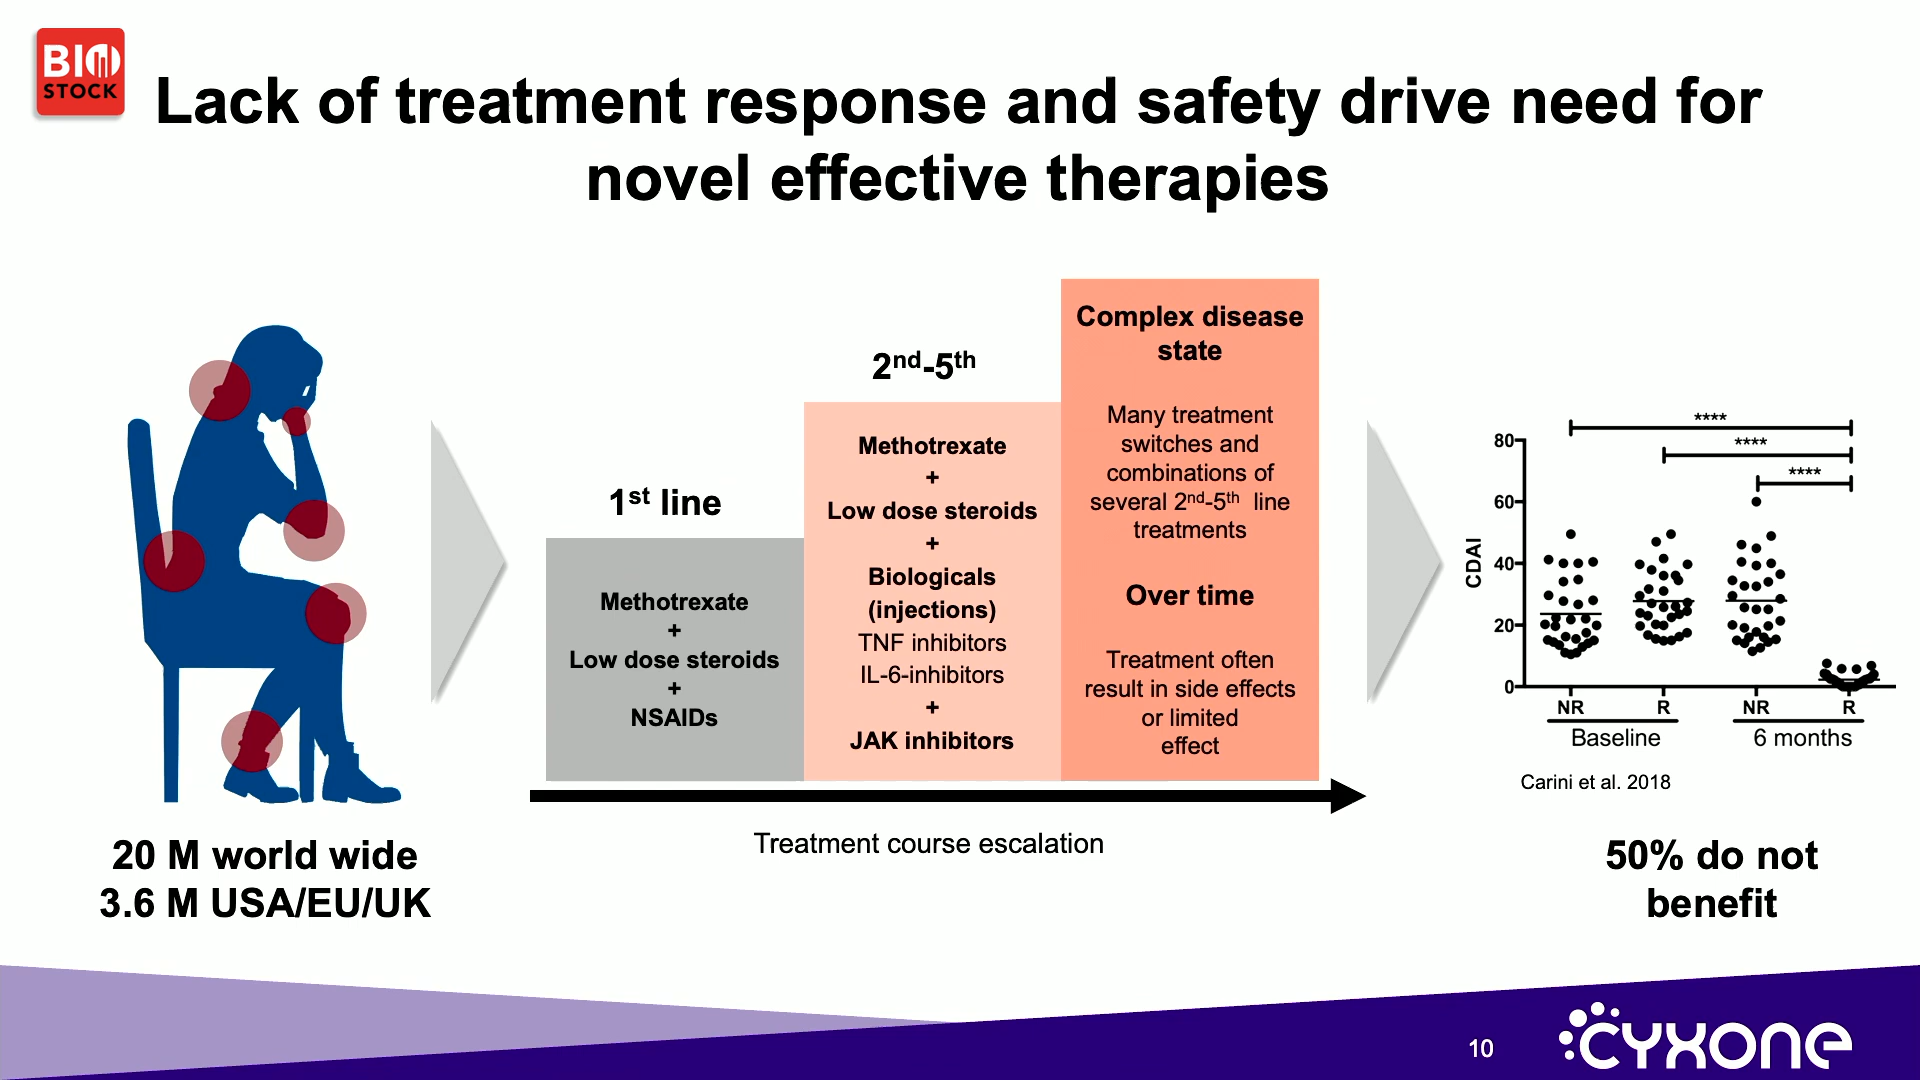 BIO
STOCK
Lack of treatment response and safety drive need for
novel effective therapies
20 M world wide
3.6 M USA/EU/UK
1st line
Methotrexate
+
Low dose steroids
+
NSAIDs
2nd-5th
Methotrexate
+
Low dose steroids
+
Biologicals
(injections)
TNF inhibitors
IL-6-inhibitors
+
JAK inhibitors
Complex disease
state
Many treatment
switches and
combinations of
several 2nd-5th line
treatments
Over time
Treatment often
result in side effects
or limited
effect
Treatment course escalation
****
****
****
CDAI
80
60
40
20
0
NR R NR R
Baseline 6 months
Carini et al. 2018
50% do not
benefit
10
CYXONE